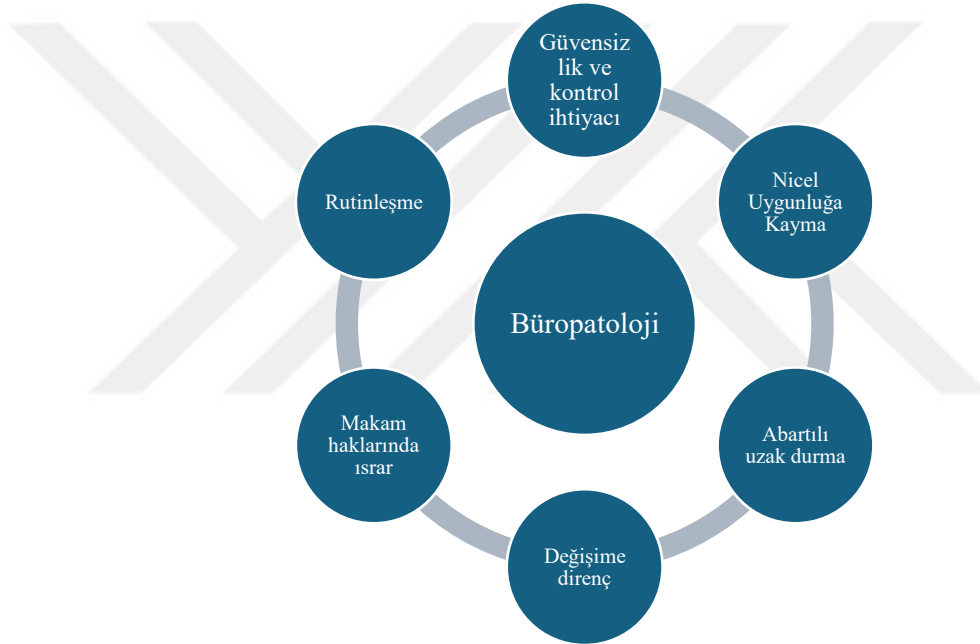 Güvensiz
lik ve
kontrol
ihtiyacı
Nicel
Uygunluğa
Kayma
Rutinleşme
Büropatoloji
Makam
haklarında
ısrar
Abartılı
uzak durma
Değişime
direnç